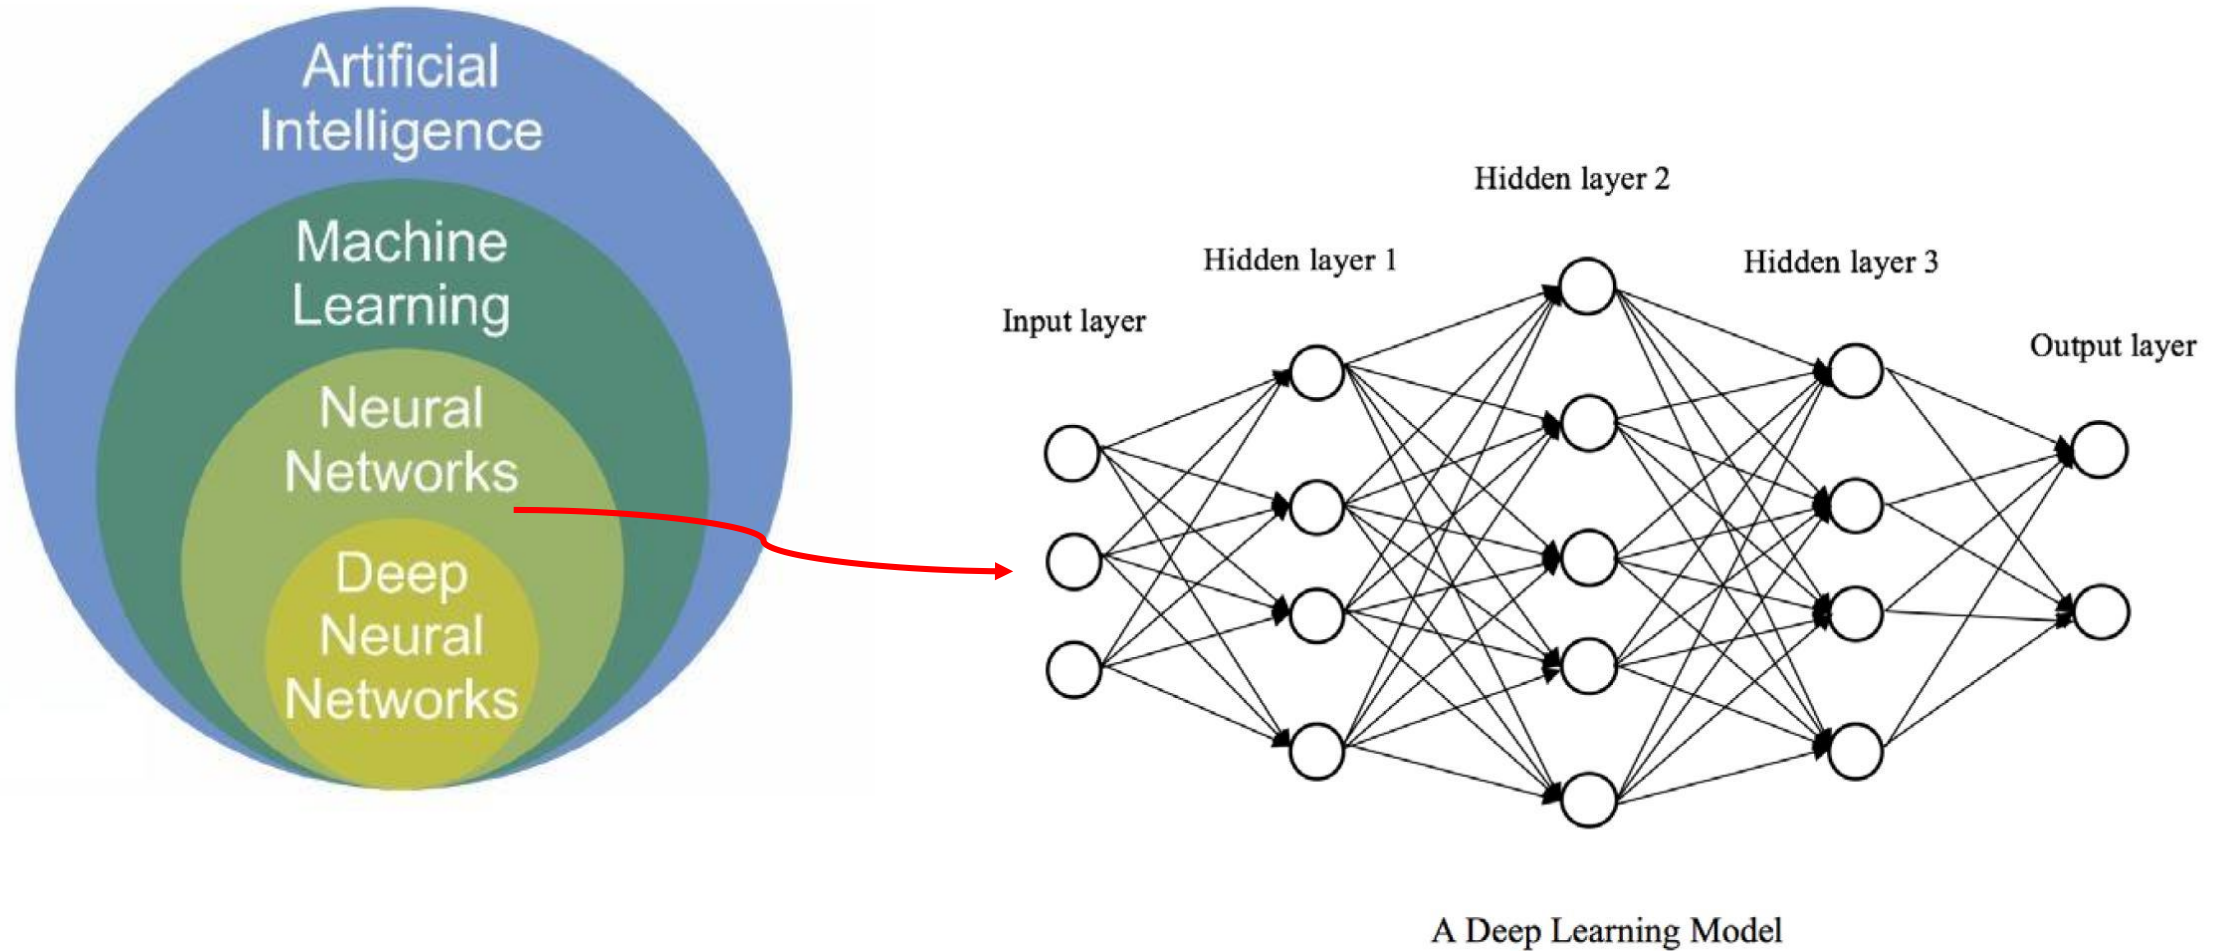 Artificial
Intelligence
Machine
Learning
Neural
Networks
Deep
Neural
Networks
Input layer
Hidden layer 1
Hidden layer 2
Hidden layer 3
Output layer
A Deep Learning Model